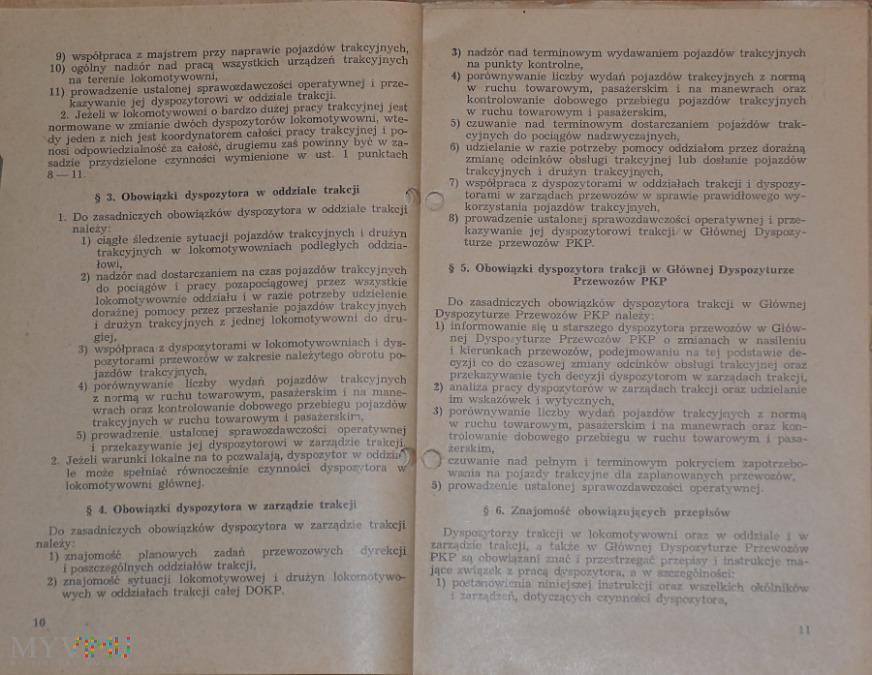 9) współpraca z majstrem przy naprawie pojazdów trakcyjnych,
10) ogólny nadzór nad pracą wszystkich urządzeń trakcyjnych
na terenie lokomotywowni,
11) prowadzenie ustalonej sprawozdawczości operatywnej i prze-
kazywanie jej dyspozytorowi w oddziale trakcji.
2. Jeżeli w lokomotywowni o bardzo dużej pracy trakcyjnej jest
normowane w zmianie dwóch dyspozytorów lokomotywowni, wte-
dy jeden z nich jest koordynatorem całości pracy trakcyjnej i po-
nosi odpowiedzialność za całość, drugiemu zaś powinny być w za-
sadzie przydzielone czynności wymienione w ust. 1 punktach
8 — 11.
§ 3. Obowiązki dyspozytora w oddziale trakcji
1. Do zasadniczych obowiązków dyspozytora w oddziale trakcji
należy:
1) ciągłe śledzenie sytuacji pojazdów trakcyjnych i drużyn
trakcyjnych w lokomotywowniach podległych oddzia-
łowi,
2) nadzór nad dostarczaniem na czas pojazdów trakcyjnych
do pociągów i pracy pozapociągowej przez wszystkie
lokomotywownie oddziału i w razie potrzeby udzielenie
doraźnej pomocy przez przesłanie pojazdów trakcyjnych
i drużyn trakcyjnych z jednej lokomotywowni do dru-
giej,
3) współpraca z dyspozytorami w lokomotywowniach i dys-
pozytorami przewozów w zakresie należytego obrotu po-
jazdów trakcyjnych,
4) porównywanie liczby wydań pojazdów trakcyjnych
z normą w ruchu towarowym, pasażerskim i na mane-
wrach oraz kontrolowanie dobowego przebiegu pojazdów
trakcyjnych w ruchu towarowym i pasażerskim,
5) prowadzenie ustalonej sprawozdawczości operatywnej
i przekazywanie jej dyspozytorowi w zarządzie trakcji.
2. Jeżeli warunki lokalne na to pozwalają, dyspozytor w oddzia-
le może spełniać równocześnie czynności dyspozytora w
lokomotywowni głównej.
§ 4. Obowiązki dyspozytora w zarządzie trakcji
Do zasadniczych obowiązków dyspozytora w zarządzie trakcji
należy:
1) znajomość planowych zadań przewozowych dyrekcji
i poszczególnych oddziałów trakcji,
2) znajomość sytuacji lokomotywowej i drużyn lokomotywo-
wych w oddziałach trakcji całej DOKP,
10
3) nadzór nad terminowym wydawaniem pojazdów trakcyjnych
na punkty kontrolne,
4) porównywanie liczby wydań pojazdów trakcyjnych z normą
w ruchu towarowym, pasażerskim i na manewrach oraz
kontrolowanie dobowego przebiegu pojazdów trakcyjnych
w ruchu towarowym i pasażerskim,
5) czuwanie nad terminowym dostarczaniem pojazdów trak-
cyjnych do pociągów nadzwyczajnych,
6) udzielanie w razie potrzeby pomocy oddziałom przez doraźną
zmianę odcinków obsługi trakcyjnej lub dosłanie pojazdów
trakcyjnych i drużyn trakcyjnych,
7) współpraca z dyspozytorami w oddziałach trakcji i dyspozy-
torami w zarządach przewozów w sprawie prawidłowego wy-
korzystania pojazdów trakcyjnych,
8) prowadzenie ustalonej sprawozdawczości operatywnej i prze-
kazywanie jej dyspozytorowi trakcji w Głównej Dyspozy-
turze przewozów PKP.
§ 5. Obowiązki dyspozytora trakcji w Głównej Dyspozyturze
Przewozów PKP
Do zasadniczych obowiązków dyspozytora trakcji w Głównej
Dyspozyturze Przewozów PKP należy:
1) informowanie się u starszego dyspozytora przewozów w Głów-
nej Dyspozyturze Przewozów PKP o zmianach w nasileniu
i kierunkach przewozów, podejmowaniu na tej podstawie de-
cyzji co do czasowej zmiany odcinków obsługi trakcyjnej oraz
przekazywanie tych decyzji dyspozytorom w zarządach trakcji,
2) analiza pracy dyspozytorów w zarządach trakcji oraz udzielanie
im wskazówek i wytycznych,
3) porównywanie liczby wydań pojazdów trakcyjnych z normą
w ruchu towarowym, pasażerskim i na manewrach oraz kon-
trolowanie dobowego przebiegu w ruchu towarowym i pasa-
żerskim,
czuwanie nad pełnym i terminowym pokryciem zapotrzebo-
wania na pojazdy trakcyjne dla zaplanowanych przewozów,
5) prowadzenie ustalonej sprawozdawczości operatywnej.
§ 6. Znajomość obowiązujących przepisów
Dyspozytorzy trakcji w lokomotywowni oraz w oddziale i w
zarządzie trakcji, a także w Głównej Dyspozyturze Przewozów
PKP są obowiązani znać i przestrzegać przepisy i instrukcje ma-
jące związek z pracą dyspozytora, a w szczególności:
1) postanowienia niniejszej instrukcji oraz wszelkich okólników
i zarządzeń, dotyczących czynności dyspozytora,
11